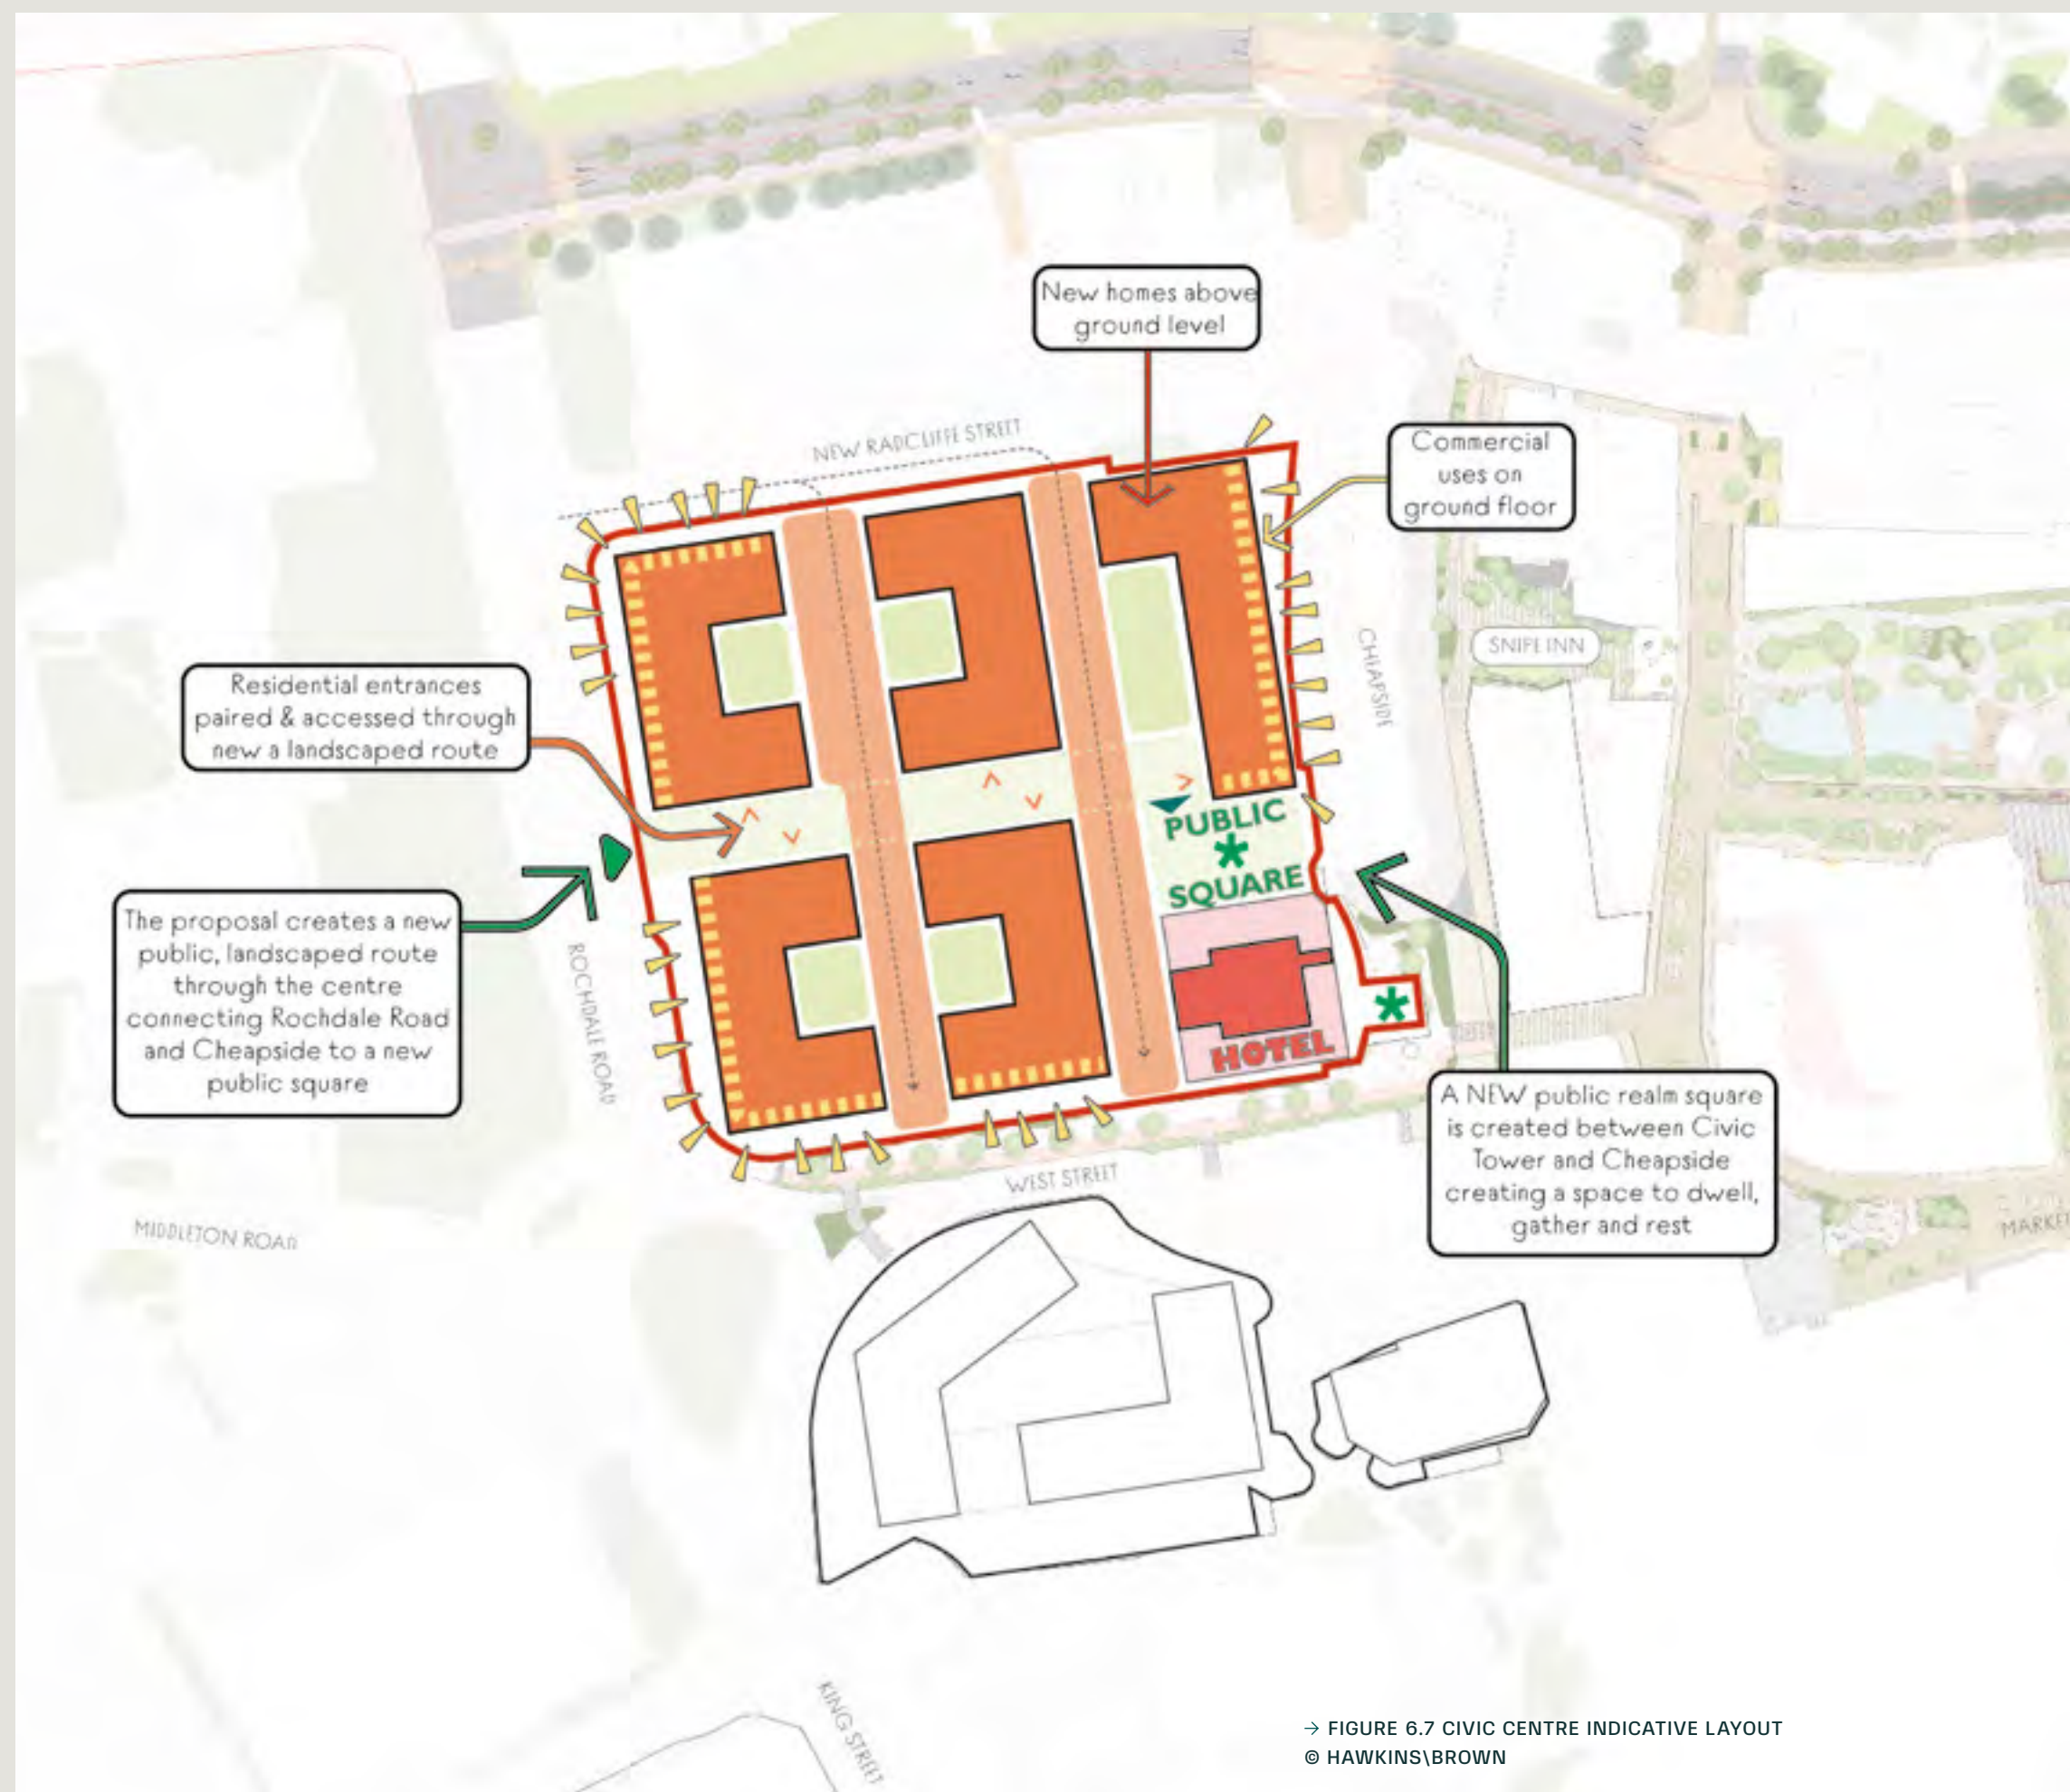 New homes above
ground level
NEW RADCLIFFE STREET
Commercial
uses on
ground floor
SNIPE INN
CHEAPSIDE
Residential entrances
paired & accessed through
new a landscaped route
PUBLIC
SQUARE
The proposal creates a new
public, landscaped route
through the centre
connecting Rochdale Road
and Cheapside to a new
public square
ROCHDALE ROAD
HOTEL
A NEW public realm square
is created between Civic
Tower and Cheapside
creating a space to dwell,
gather and rest
WEST STREET
MIDDLETON ROAD
MARKET
KING STREET
→ FIGURE 6.7 CIVIC CENTRE INDICATIVE LAYOUT
© HAWKINS\BROWN